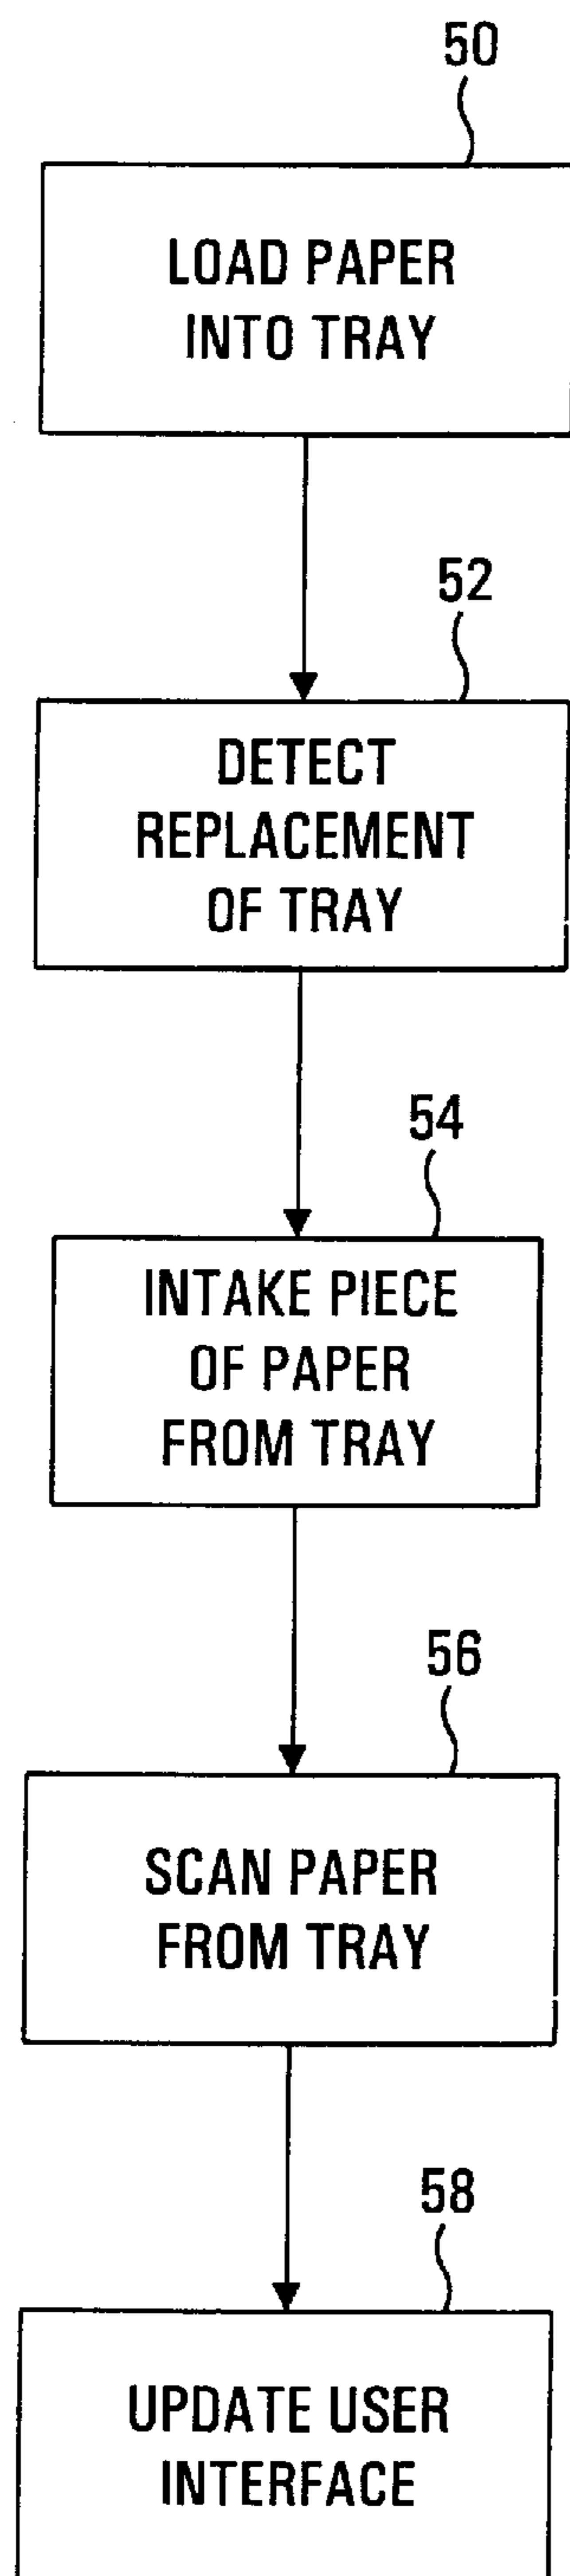 50
LOAD PAPER
INTO TRAY
52
DETECT
REPLACEMENT
OF TRAY
54
INTAKE PIECE
OF PAPER
FROM TRAY
56
SCAN PAPER
FROM TRAY
58
UPDATE USER
INTERFACE